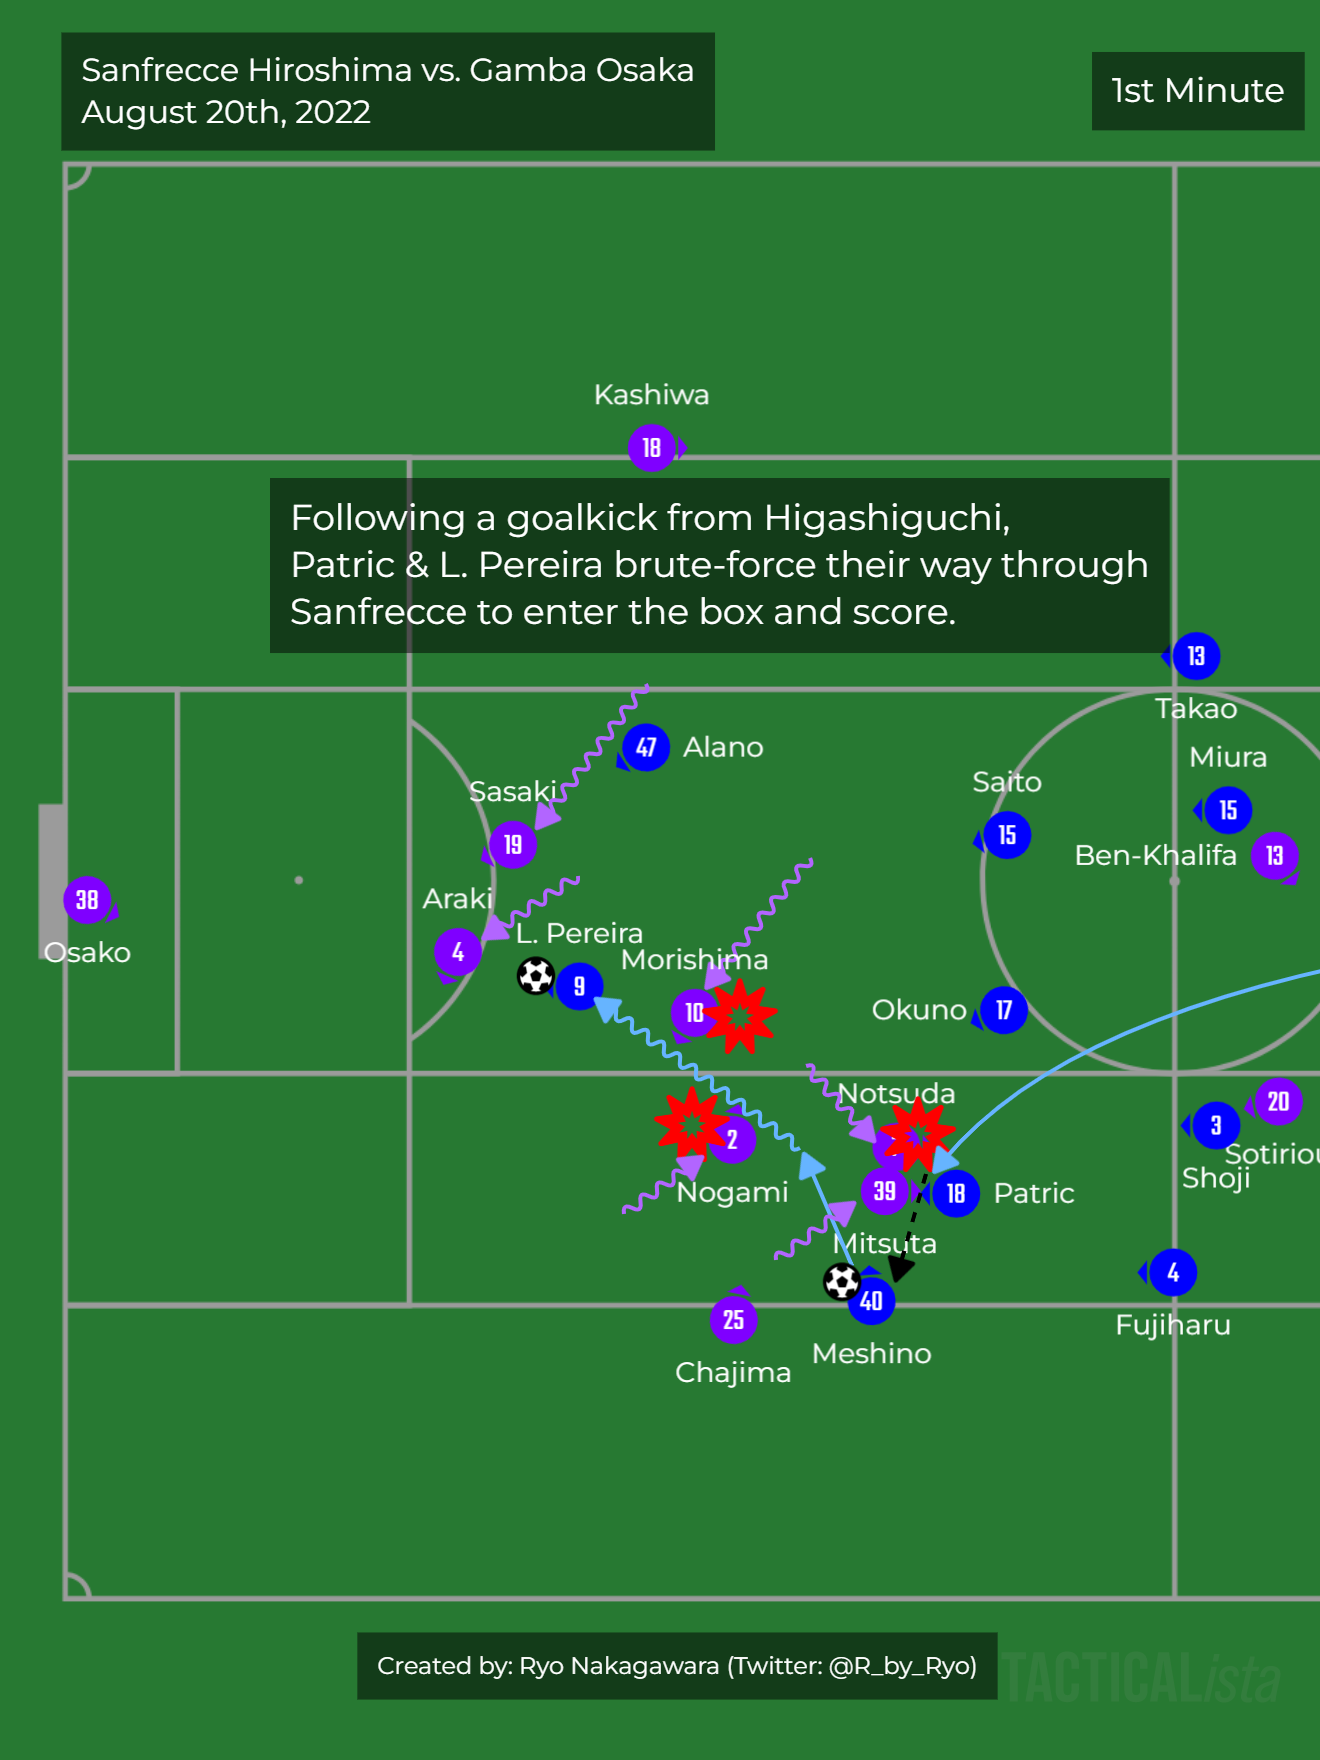 Sanfrecce Hiroshima vs. Gamba Osaka
August 20th, 2022
1st Minute
Kashiwa
18
Following a goalkick from Higashiguchi,
Patric & L. Pereira brute-force their way through
Sanfrecce to enter the box and score.
13
Takao
47 Alano
Miura
15
Saito
15
Sasaki
19
Ben-Khalifa 13
38
Osako
Araki
4
L. Pereira
9
Morishima
10
Okuno 17
Notsuda
20
Sotiriou
3
Shoji
2
Nogami
39
Mitsuta
18 Patric
4
Fujiharu
40
Meshino
25
Chajima
Created by: Ryo Nakagawara (Twitter: @R_by_Ryo)
TACTICALista